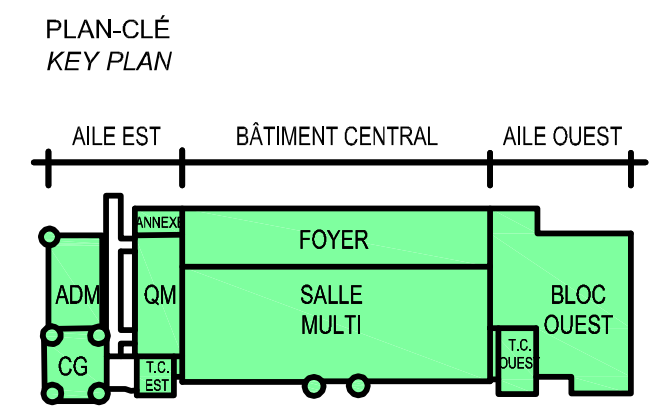 PLAN-CLÉ
KEY PLAN
AILE EST
BÂTIMENT CENTRAL
AILE OUEST
ANNEXE
FOYER
ADM
QM
SALLE
MULTI
BLOC
OUEST
CG
T.C.
EST
T.C.
OUEST